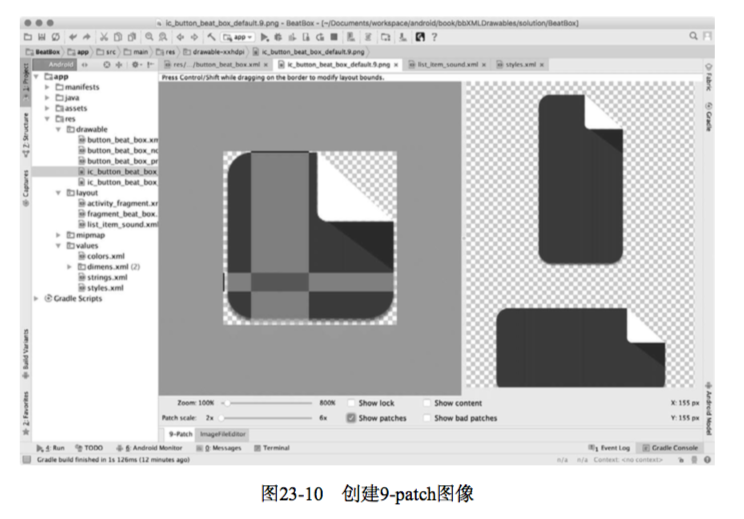 ic_button_beat_box_default.9.png - BeatBox - [~/Documents/workspace/android/book/bbXMLDrawables/solution/BeatBox]
app
BeatBox app src main res drawable-xxhdpi ic_button_beat_box_default.9.png
Android
res/.../button_beat_box.xml ic_button_beat_box_default.9.png list_item_sound.xml styles.xml
Press Control/Shift while dragging on the border to modify layout bounds.
1: Project
Z: Structure
Captures
Build Variants
2: Favorites
app
manifests
java
assets
res
drawable
button_beat_box.xm
button_beat_box_no
button_beat_box_pr
ic_button_beat_box_
ic_button_beat_box_
layout
activity_fragment.xr
fragment_beat_box.
list_item_sound.xml
mipmap
values
colors.xml
dimens.xml (2)
strings.xml
styles.xml
Gradle Scripts
Fabric
Gradle
Android Model
Zoom: 100% 800% Show lock Show content X: 155 px
Patch scale: 2x 6x Show patches Show bad patches Y: 155 px
9-Patch ImageFileEditor
4: Run TODO 6: Android Monitor 0: Messages Terminal Event Log Gradle Console
Gradle build finished in 1s 126ms (12 minutes ago) n/a n/a Context: <no context>
图23-10 创建9-patch图像